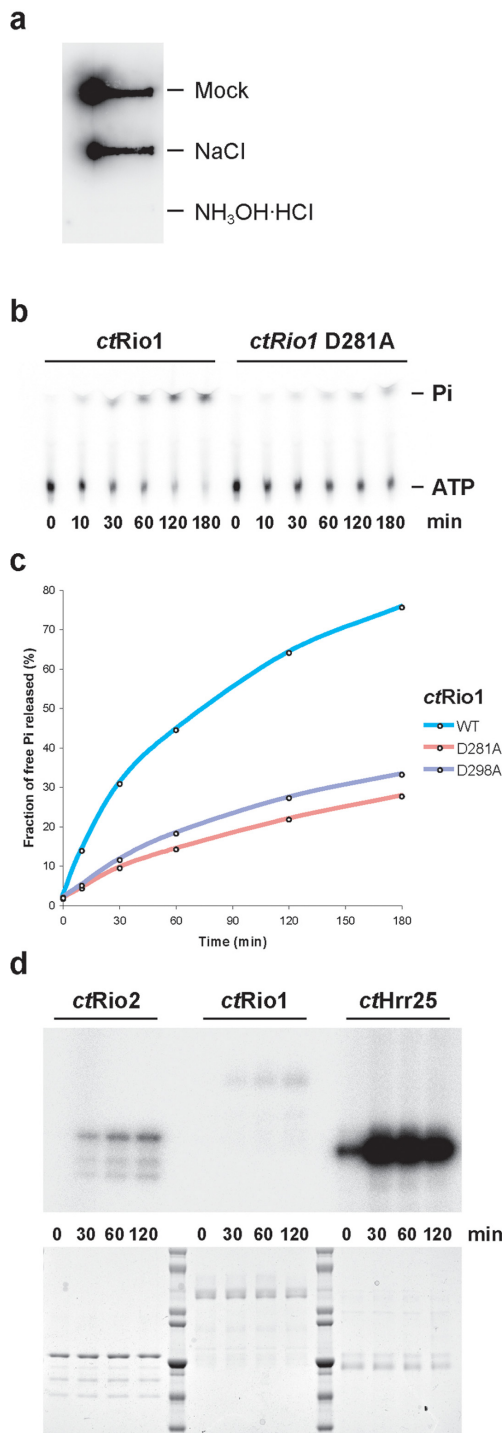 a
Mock
NaCl
NH3OH·HCl
b
ctRio1 ctRio1 D281A
Pi
ATP
0 10 30 60 120 180 0 10 30 60 120 180 min
c
80
70
60
50
40
30
20
10
0
Fraction of free Pi released (%)
0 30 60 90 120 150 180
Time (min)
ctRio1
WT
D281A
D298A
d
ctRio2 ctRio1 ctHrr25
0 30 60 120 0 30 60 120 0 30 60 120 min